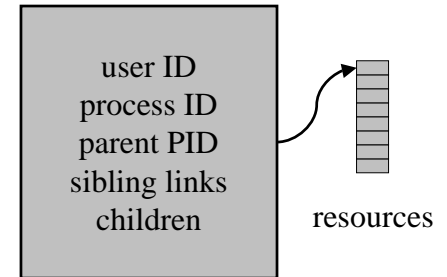 user ID
process ID
parent PID
sibling links
children
resources